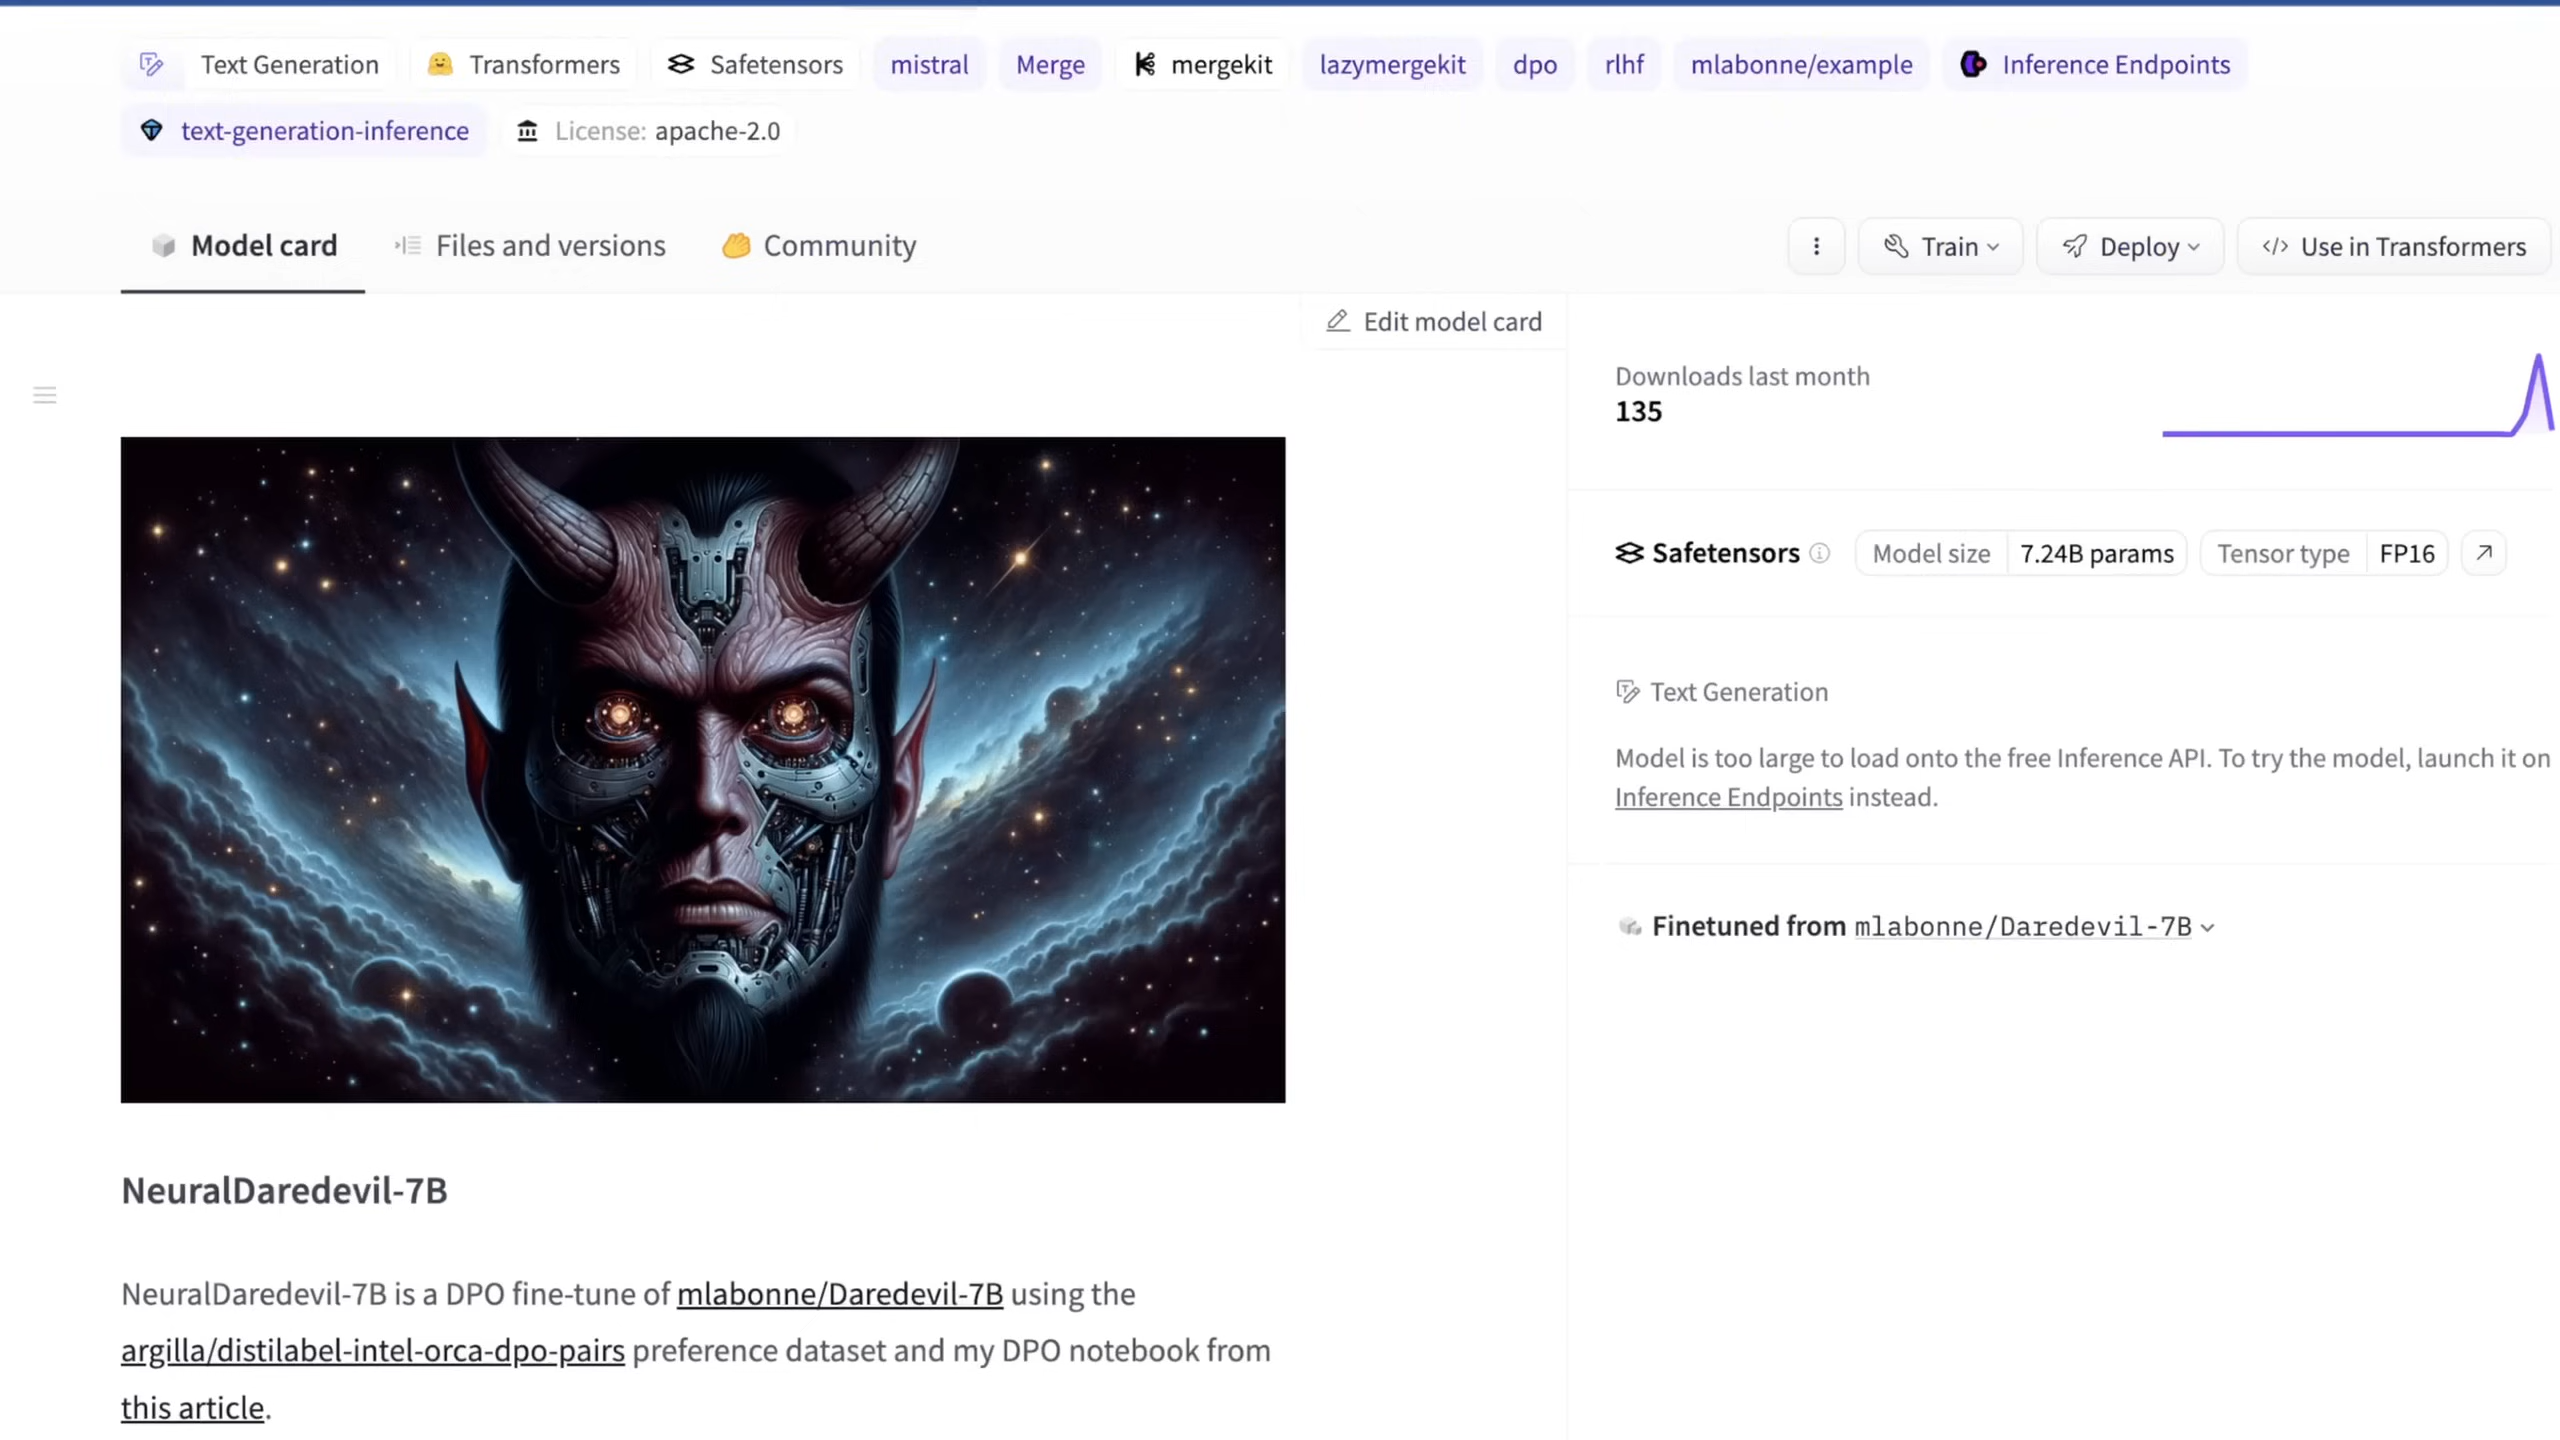 Text Generation Transformers Safetensors mistral Merge mergekit lazymergekit dpo rlhf mlabonne/example Inference Endpoints
text-generation-inference License: apache-2.0
Model card Files and versions Community Train Deploy Use in Transformers
Edit model card
Downloads last month
135
Safetensors Model size 7.24B params Tensor type FP16
Text Generation
Model is too large to load onto the free Inference API. To try the model, launch it on
Inference Endpoints instead.
Finetuned from mlabonne/Daredevil-7B
NeuralDaredevil-7B
NeuralDaredevil-7B is a DPO fine-tune of mlabonne/Daredevil-7B using the
argilla/distilabel-intel-orca-dpo-pairs preference dataset and my DPO notebook from
this article.